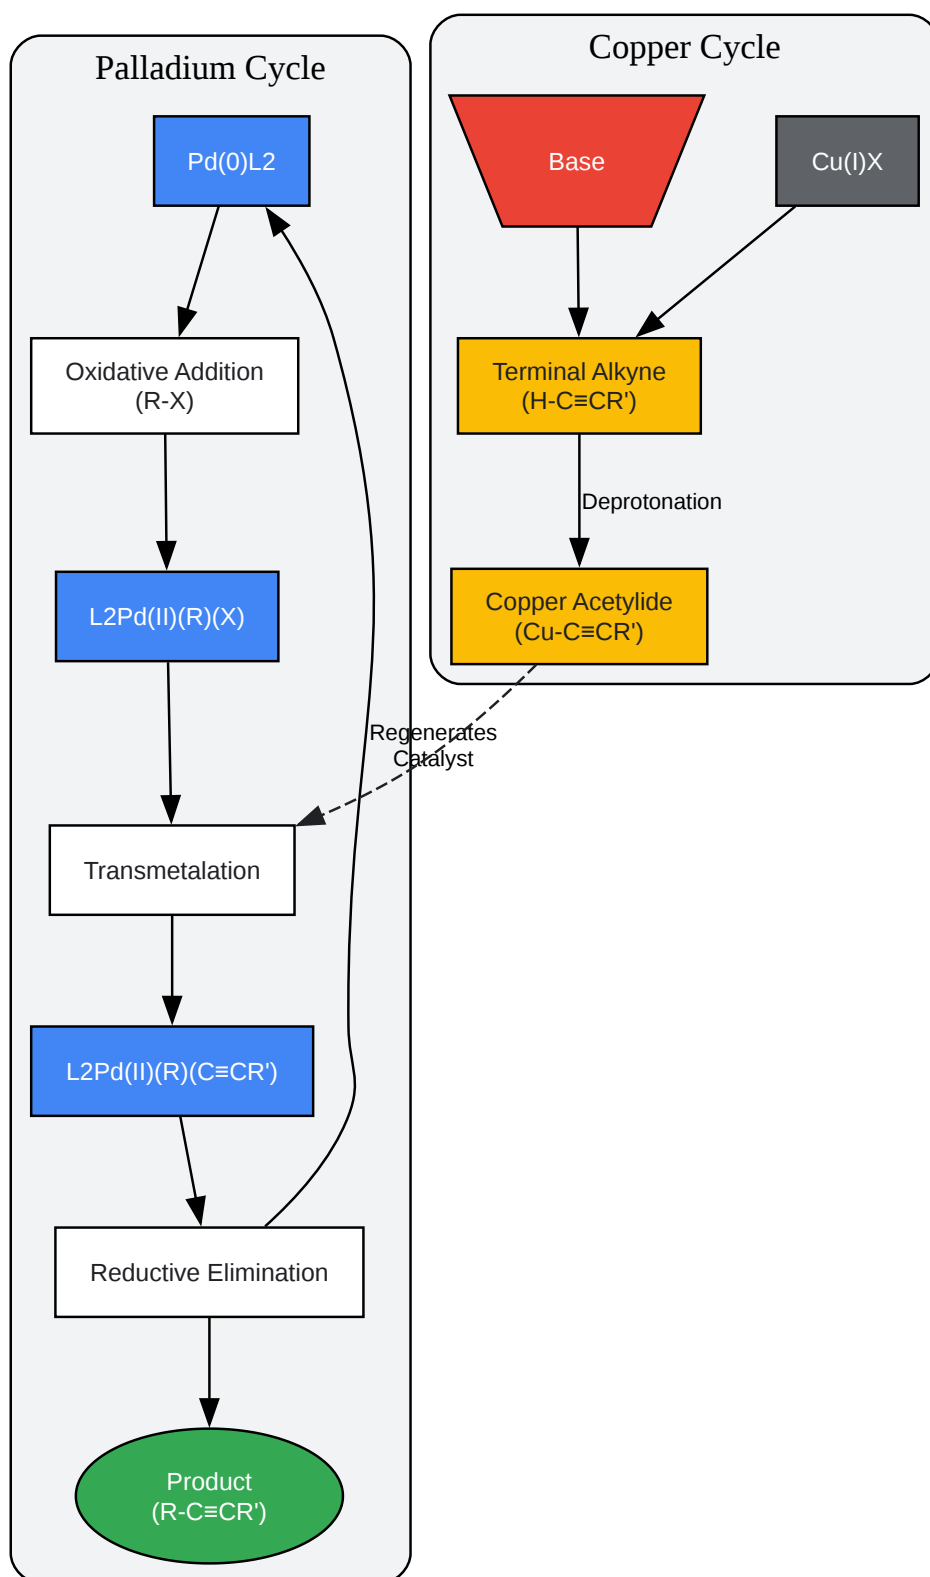 Palladium Cycle
Pd(0)L2
Oxidative Addition
(R-X)
L2Pd(II)(R)(X)
Transmetalation
L2Pd(II)(R)(C≡CR')
Reductive Elimination
Product
(R-C≡CR')
Copper Cycle
Base
Cu(I)X
Terminal Alkyne
(H-C≡CR')
Deprotonation
Copper Acetylide
(Cu-C≡CR')
Regenerates
Catalyst